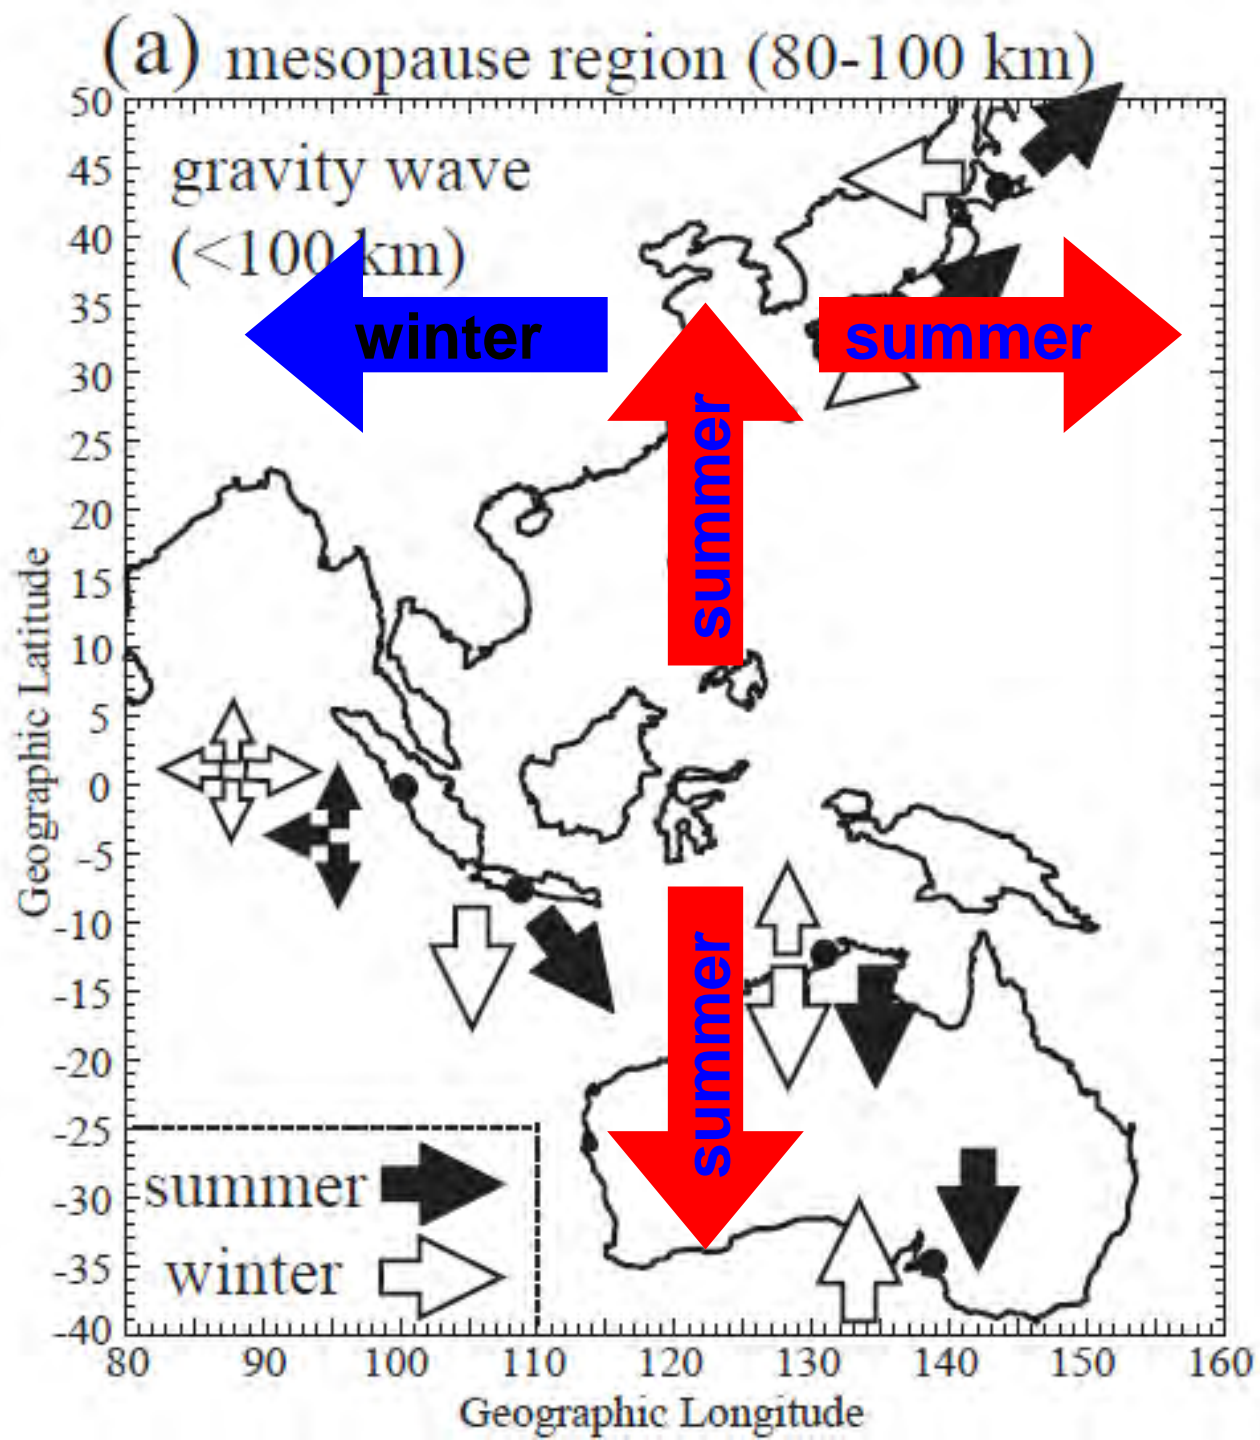 (a) mesopause region (80-100 km)
gravity wave
(<100 km)
winter
summer
summer
summer
summer
winter
Geographic Latitude
50
45
40
35
30
25
20
15
10
5
0
-5
-10
-15
-20
-25
-30
-35
-40
80 90 100 110 120 130 140 150 160
Geographic Longitude